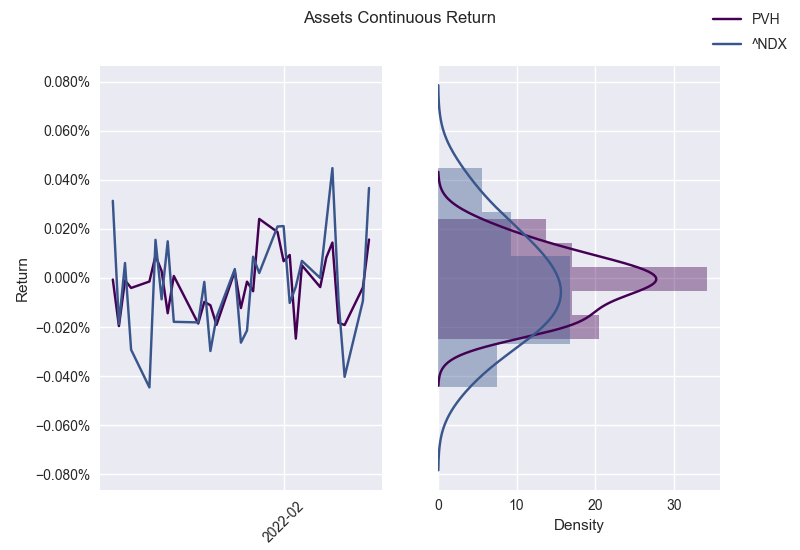 Assets Continuous Return
PVH
^NDX
0.080%
0.060%
0.040%
0.020%
0.000%
−0.020%
−0.040%
−0.060%
−0.080%
Return
2022-02
0 10 20 30
Density